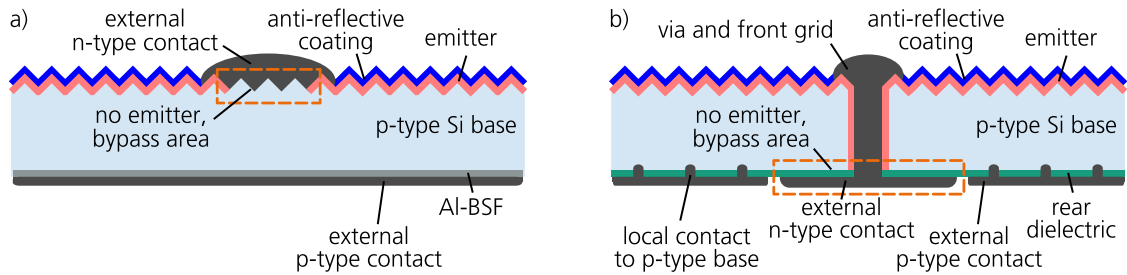 a)
external
n-type contact
anti-reflective
coating
emitter
no emitter,
bypass area
p-type Si base
Al-BSF
external
p-type contact
b)
via and front grid
anti-reflective
coating
emitter
no emitter,
bypass area
p-type Si base
local contact
to p-type base
external
n-type contact
external
p-type contact
rear
dielectric